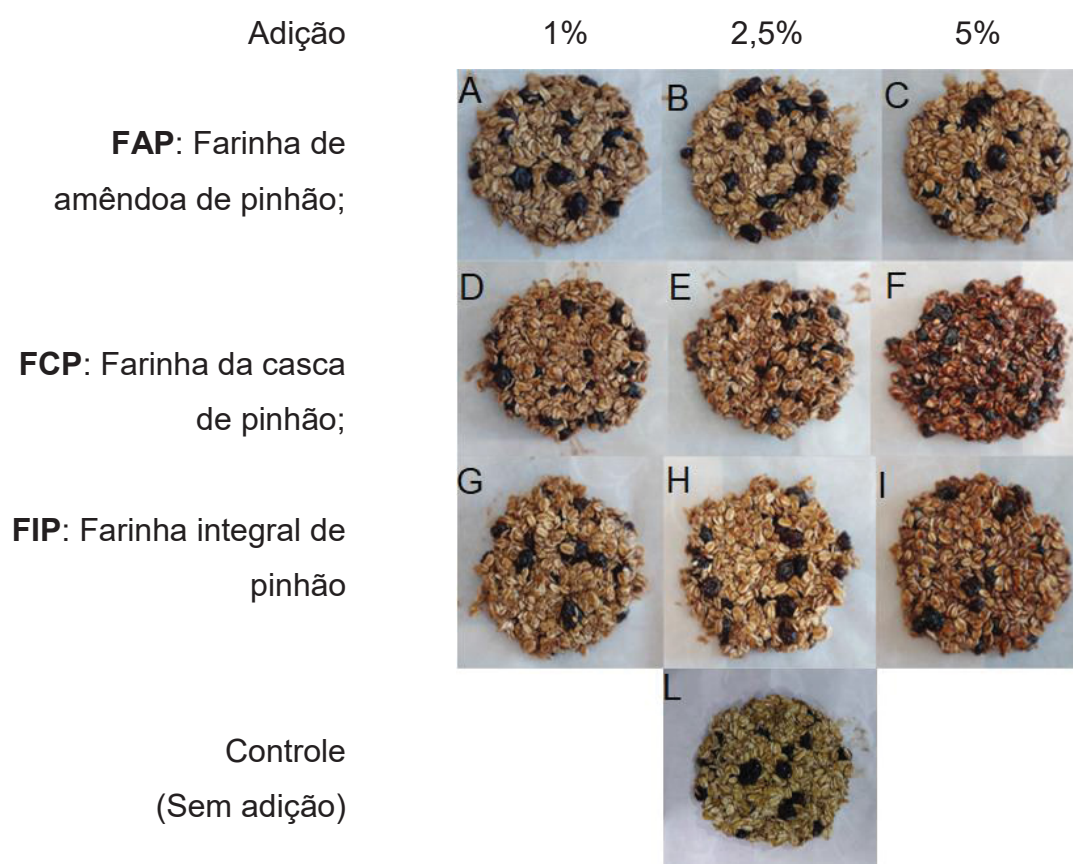 Adição 1% 2,5% 5%
A B C
FAP: Farinha de
amêndoa de pinhão;
D E F
FCP: Farinha da casca
de pinhão;
G H I
FIP: Farinha integral de
pinhão
L
Controle
(Sem adição)